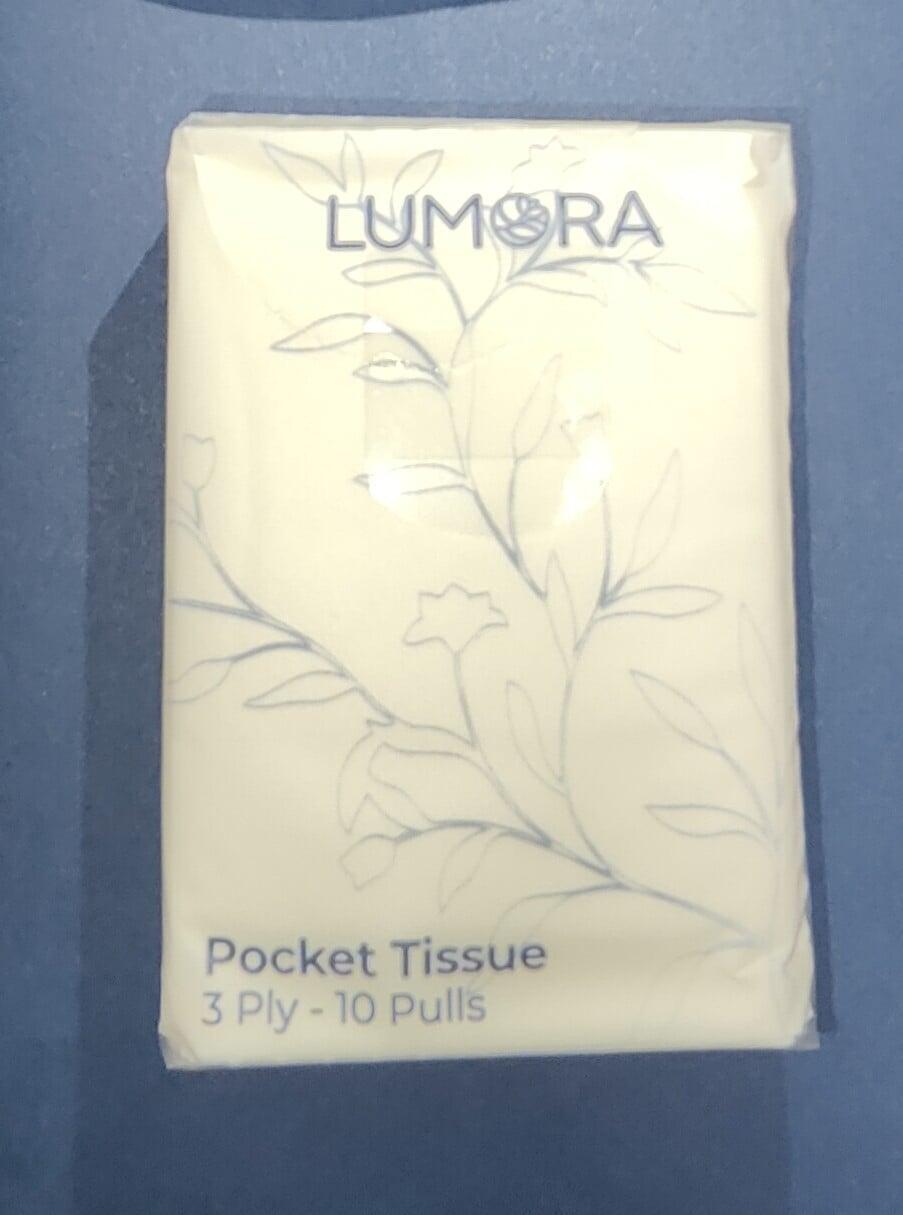 LUMORA
Pocket Tissue
3 Ply - 10 Pulls